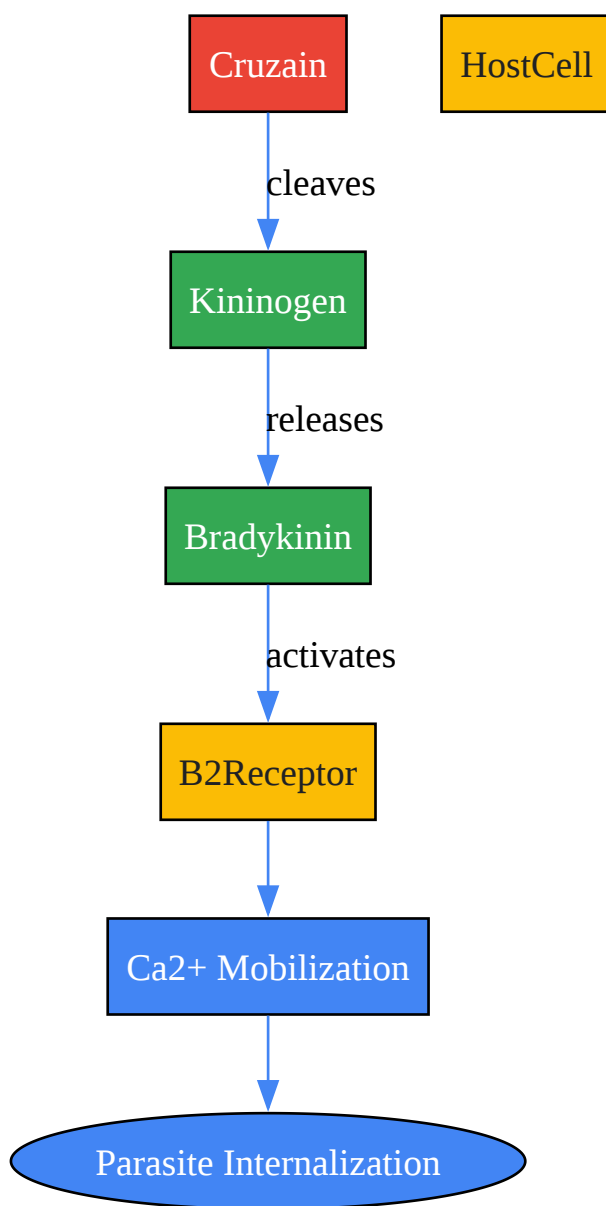 Cruzain
HostCell
cleaves
Kininogen
releases
Bradykinin
activates
B2Receptor
Ca2+ Mobilization
Parasite Internalization